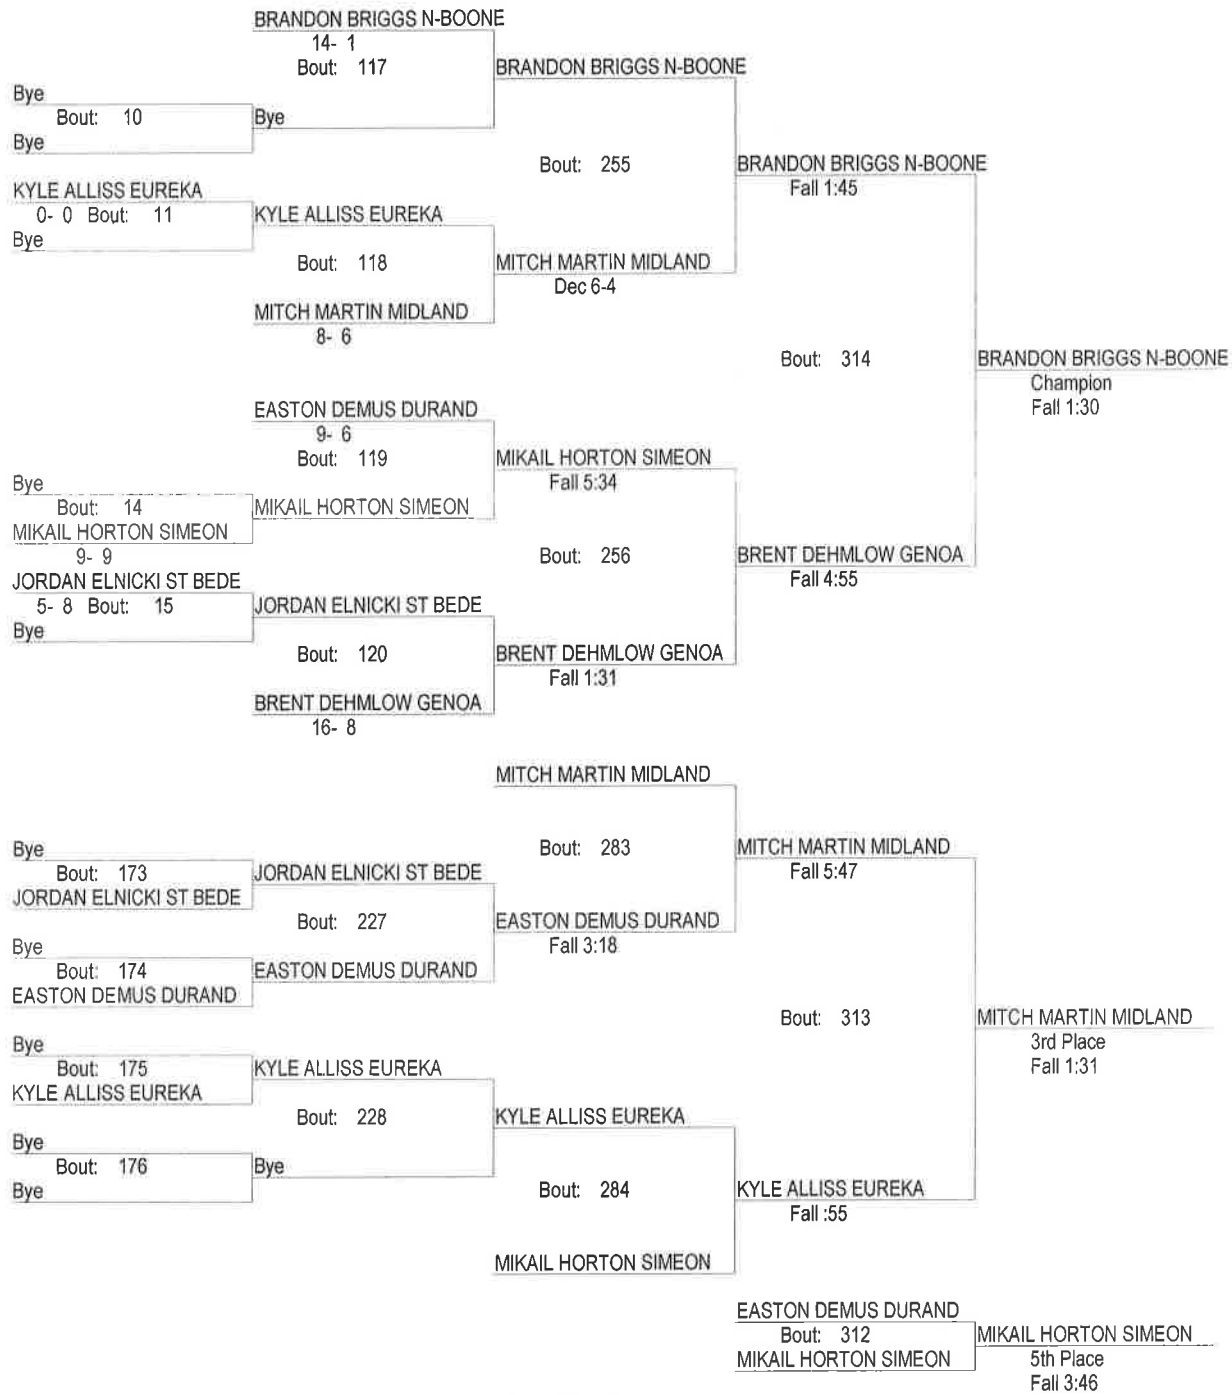 BRANDON BRIGGS N-BOONE
14- 1
Bout: 117
BRANDON BRIGGS N-BOONE
Bye
Bout: 10
Bye
Bye
Bout: 255
BRANDON BRIGGS N-BOONE
Fall 1:45
KYLE ALLISS EUREKA
0- 0 Bout: 11
KYLE ALLISS EUREKA
Bye
Bout: 118
MITCH MARTIN MIDLAND
Dec 6-4
MITCH MARTIN MIDLAND
8- 6
Bout: 314
BRANDON BRIGGS N-BOONE
Champion
Fall 1:30
EASTON DEMUS DURAND
9- 6
Bout: 119
MIKAIL HORTON SIMEON
Fall 5:34
Bye
Bout: 14
MIKAIL HORTON SIMEON
MIKAIL HORTON SIMEON
9- 9
Bout: 256
BRENT DEHMLOW GENOA
Fall 4:55
JORDAN ELNICKI ST BEDE
5- 8 Bout: 15
JORDAN ELNICKI ST BEDE
Bye
Bout: 120
BRENT DEHMLOW GENOA
Fall 1:31
BRENT DEHMLOW GENOA
16- 8
MITCH MARTIN MIDLAND
Bout: 283
MITCH MARTIN MIDLAND
Fall 5:47
Bye
Bout: 173
JORDAN ELNICKI ST BEDE
JORDAN ELNICKI ST BEDE
Bout: 227
EASTON DEMUS DURAND
Fall 3:18
Bye
Bout: 174
EASTON DEMUS DURAND
EASTON DEMUS DURAND
Bout: 313
MITCH MARTIN MIDLAND
3rd Place
Fall 1:31
Bye
Bout: 175
KYLE ALLISS EUREKA
KYLE ALLISS EUREKA
Bout: 228
KYLE ALLISS EUREKA
Bye
Bout: 176
Bye
Bye
Bout: 284
KYLE ALLISS EUREKA
Fall :55
MIKAIL HORTON SIMEON
EASTON DEMUS DURAND
Bout: 312
MIKAIL HORTON SIMEON
MIKAIL HORTON SIMEON
5th Place
Fall 3:46